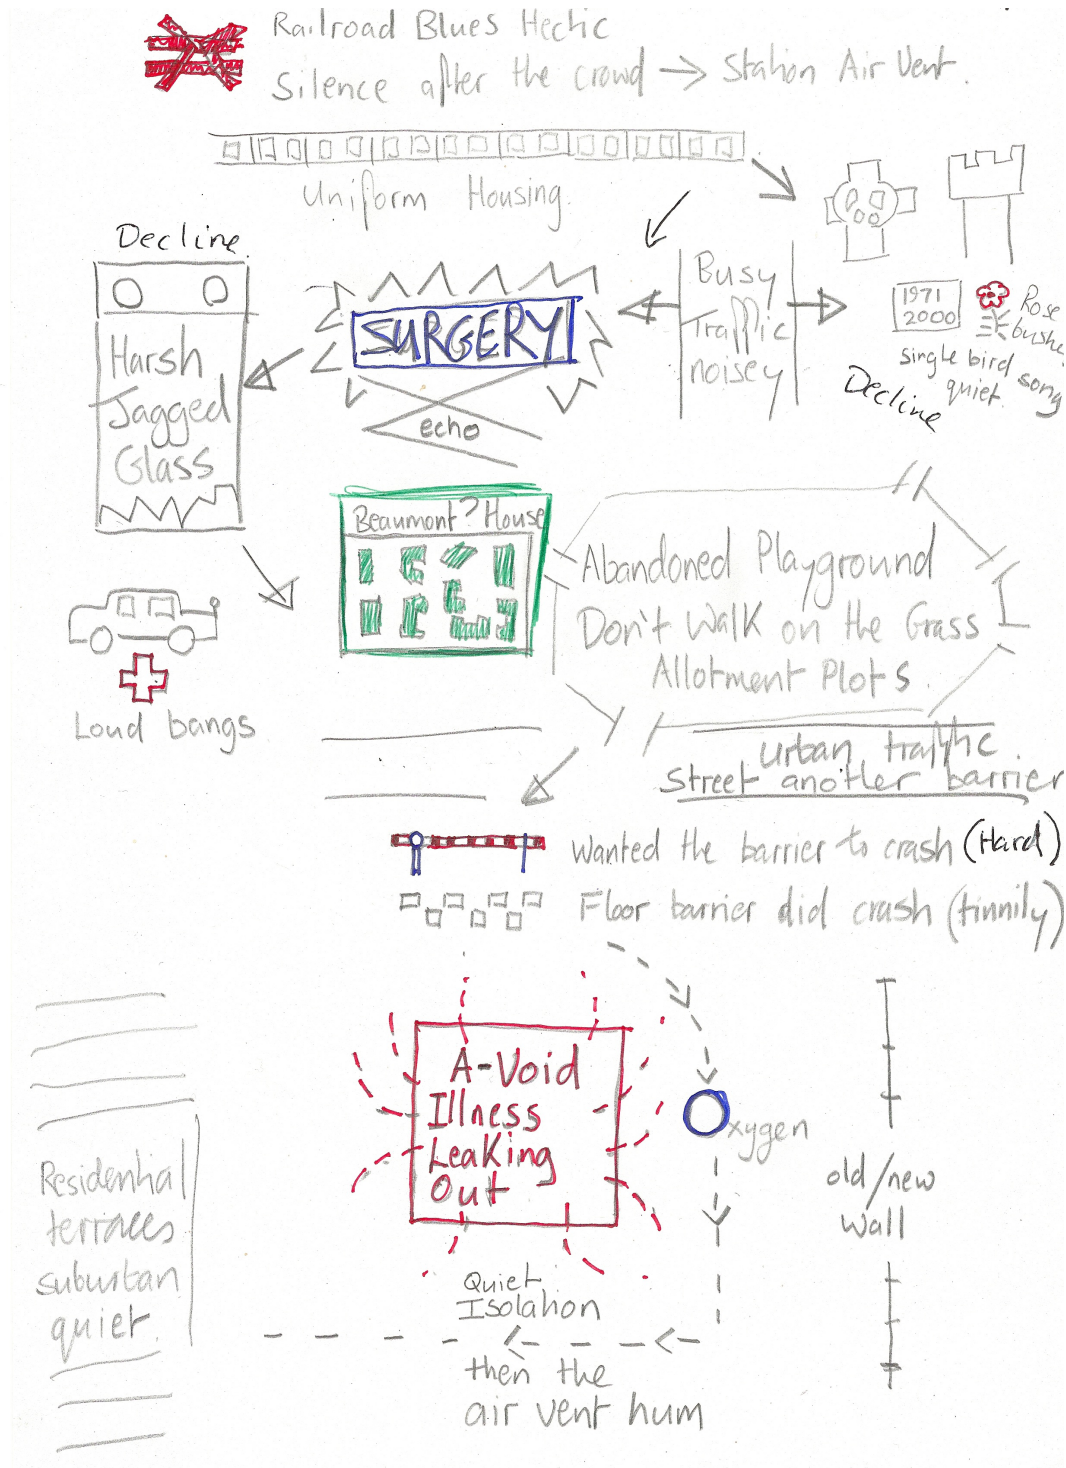 Railroad Blues Hectic
Silence after the crowd → Station Air Vent.
Uniform Housing.
Decline
Harsh
Jagged
Glass
SURGERY
echo
Busy
Traffic
noisey
1971
2000
Rose
bushe
single bird song
quiet.
Decline
Beaumont? House
Abandoned Playground
Don't Walk on the Grass
Allotment Plots.
Loud bangs
urban traffic
Street another barrier
Wanted the barrier to crash (Hard)
Floor barrier did crash (tinnily)
A-Void
Illness
Leaking
Out
Oxygen
old/new
wall
Residential
terraces
suburban
quiet.
Quiet
Isolation
then the
air vent hum